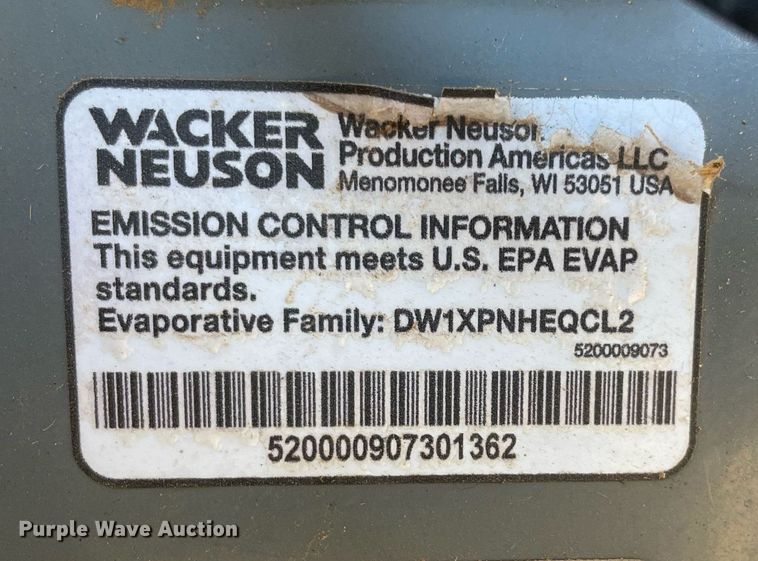 WACKER
NEUSON
Wacker Neuson
Production Americas LLC
Menomonee Falls, WI 53051 USA
EMISSION CONTROL INFORMATION
This equipment meets U.S. EPA EVAP
standards.
Evaporative Family: DW1XPNHEQCL2
5200009073
520000907301362
Purple Wave Auction